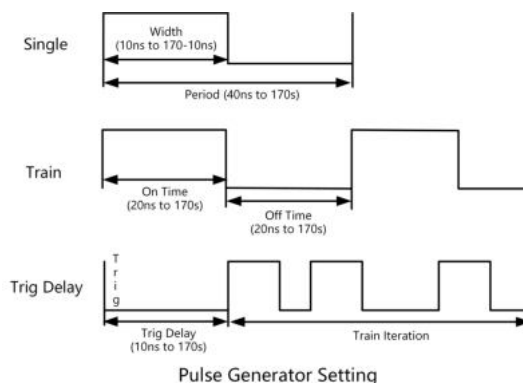 Single
Width
(10ns to 170-10ns)
Period (40ns to 170s)
Train
On Time
(20ns to 170s)
Off Time
(20ns to 170s)
Trig Delay
Trig
Trig Delay
(10ns to 170s)
Train Iteration
Pulse Generator Setting